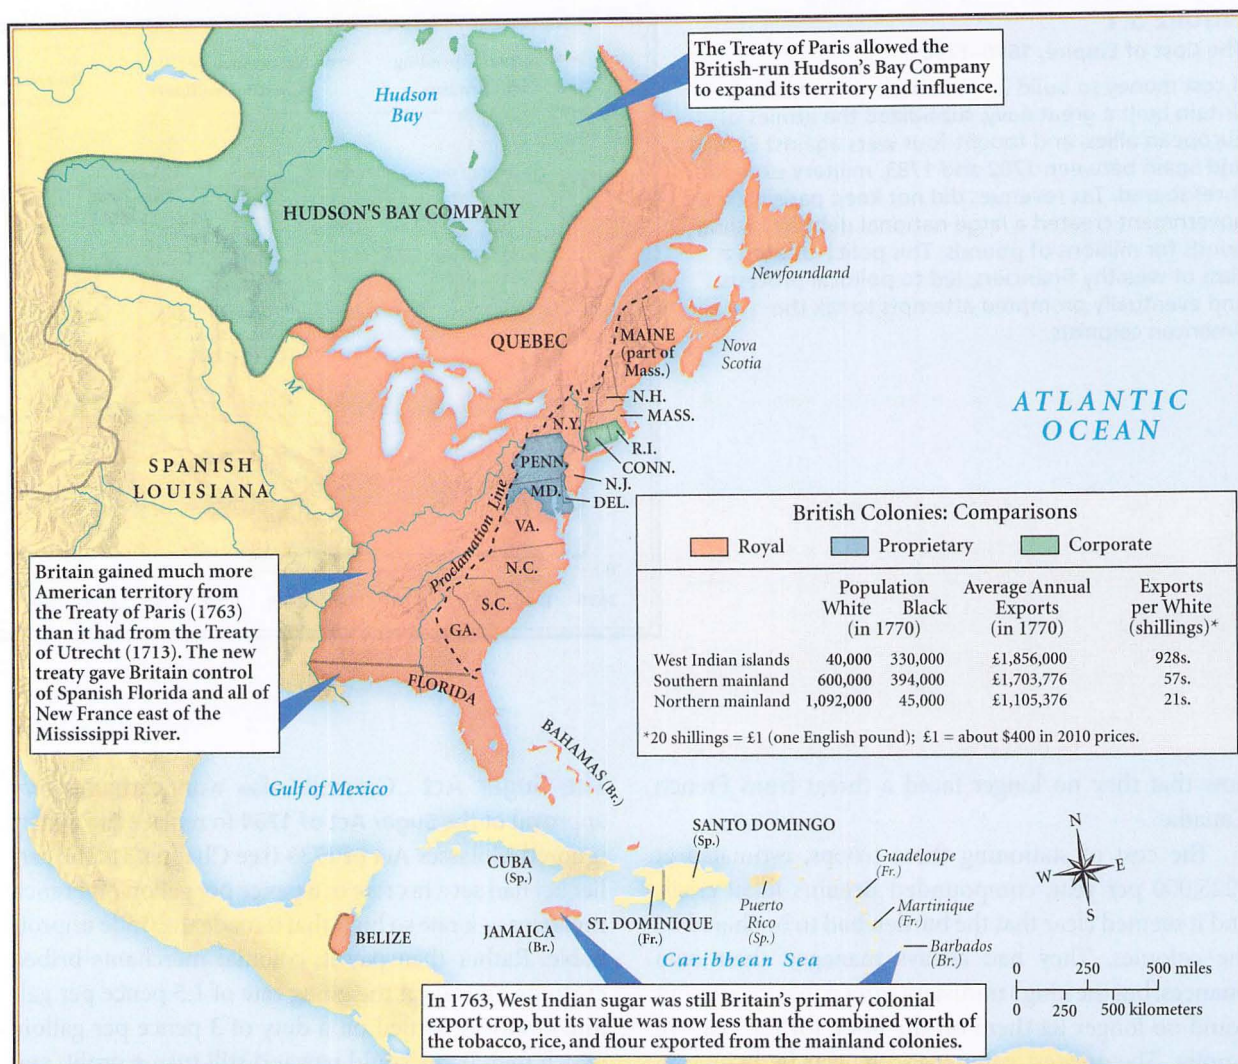 The Treaty of Paris allowed the
British-run Hudson's Bay Company
to expand its territory and influence.
Hudson
Bay
HUDSON'S BAY COMPANY
Newfoundland
QUEBEC
MAINE
(part of
Mass.)
Nova
Scotia
N.H.
MASS.
N.Y.
R.I.
CONN.
PENN.
N.J.
MD.
DEL.
VA.
N.C.
S.C.
GA.
FLORIDA
Proclamation Line
M
SPANISH
LOUISIANA
ATLANTIC
OCEAN
Britain gained much more
American territory from
the Treaty of Paris (1763)
than it had from the Treaty
of Utrecht (1713). The new
treaty gave Britain control
of Spanish Florida and all of
New France east of the
Mississippi River.
British Colonies: Comparisons
Royal Proprietary Corporate
Population Average Annual Exports
White Black Exports per White
(in 1770) (in 1770) (shillings)*
West Indian islands 40,000 330,000 £1,856,000 928s.
Southern mainland 600,000 394,000 £1,703,776 57s.
Northern mainland 1,092,000 45,000 £1,105,376 21s.
*20 shillings = £1 (one English pound); £1 = about $400 in 2010 prices.
Gulf of Mexico
BAHAMAS (Br.)
CUBA
(Sp.)
SANTO DOMINGO
(Sp.)
JAMAICA
(Br.)
ST. DOMINIQUE
(Fr.)
Puerto
Rico
(Sp.)
Guadeloupe
(Fr.)
Martinique
(Fr.)
Barbados
(Br.)
BELIZE
Caribbean Sea
N
W E
S
0 250 500 miles
0 250 500 kilometers
In 1763, West Indian sugar was still Britain's primary colonial
export crop, but its value was now less than the combined worth of
the tobacco, rice, and flour exported from the mainland colonies.